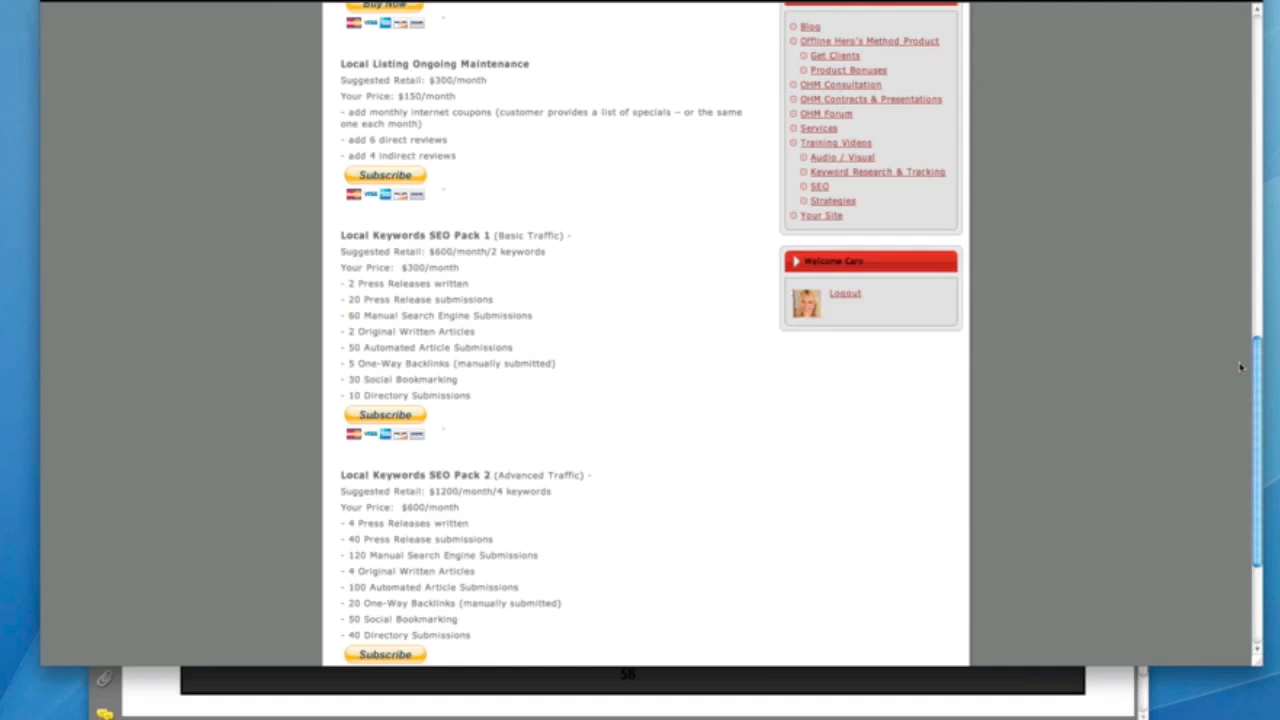 Buy Now
Local Listing Ongoing Maintenance
Suggested Retail: $300/month
Your Price: $150/month
- add monthly internet coupons (customer provides a list of specials – or the same
one each month)
- add 6 direct reviews
- add 4 indirect reviews
Subscribe
Local Keywords SEO Pack 1 (Basic Traffic) -
Suggested Retail: $600/month/2 keywords
Your Price: $300/month
- 2 Press Releases written
- 20 Press Release submissions
- 60 Manual Search Engine Submissions
- 2 Original Written Articles
- 50 Automated Article Submissions
- 5 One-Way Backlinks (manually submitted)
- 30 Social Bookmarking
- 10 Directory Submissions
Subscribe
Local Keywords SEO Pack 2 (Advanced Traffic) -
Suggested Retail: $1200/month/4 keywords
Your Price: $600/month
- 4 Press Releases written
- 40 Press Release submissions
- 120 Manual Search Engine Submissions
- 4 Original Written Articles
- 100 Automated Article Submissions
- 20 One-Way Backlinks (manually submitted)
- 50 Social Bookmarking
- 40 Directory Submissions
Subscribe
Blog
Offline Hero's Method Product
Get Clients
Product Bonuses
OHM Consultation
OHM Contracts & Presentations
OHM Forum
Services
Training Videos
Audio / Visual
Keyword Research & Tracking
SEO
Strategies
Your Site
Welcome Caro
Logout
58